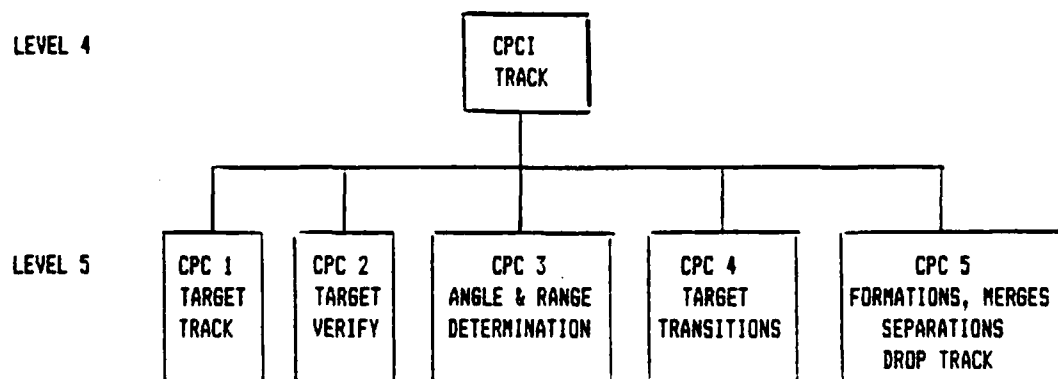 LEVEL 4
CPCI
TRACK
LEVEL 5
CPC 1
TARGET
TRACK
CPC 2
TARGET
VERIFY
CPC 3
ANGLE & RANGE
DETERMINATION
CPC 4
TARGET
TRANSITIONS
CPC 5
FORMATIONS, MERGES
SEPARATIONS
DROP TRACK